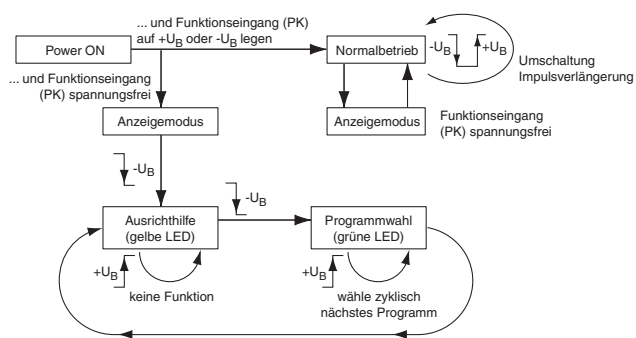 ... und Funktionseingang (PK)
auf +UB oder -UB legen
Power ON
Normalbetrieb
-UB
+UB
Umschaltung
Impulsverlängerung
... und Funktionseingang
(PK) spannungsfrei
Anzeigemodus
Anzeigemodus
Funktionseingang
(PK) spannungsfrei
-UB
-UB
Ausrichthilfe
(gelbe LED)
Programmwahl
(grüne LED)
+UB
keine Funktion
+UB
wähle zyklisch
nächstes Programm